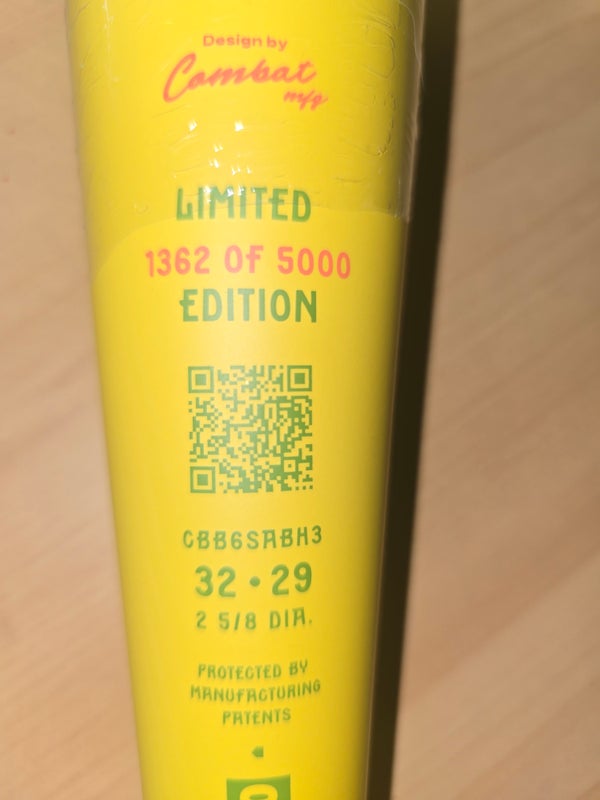 Design by
Combat
mfg
LIMITED
1362 OF 5000
EDITION
CBB6SABH3
32 • 29
2 5/8 DIA.
PROTECTED BY
MANUFACTURING
PATENTS